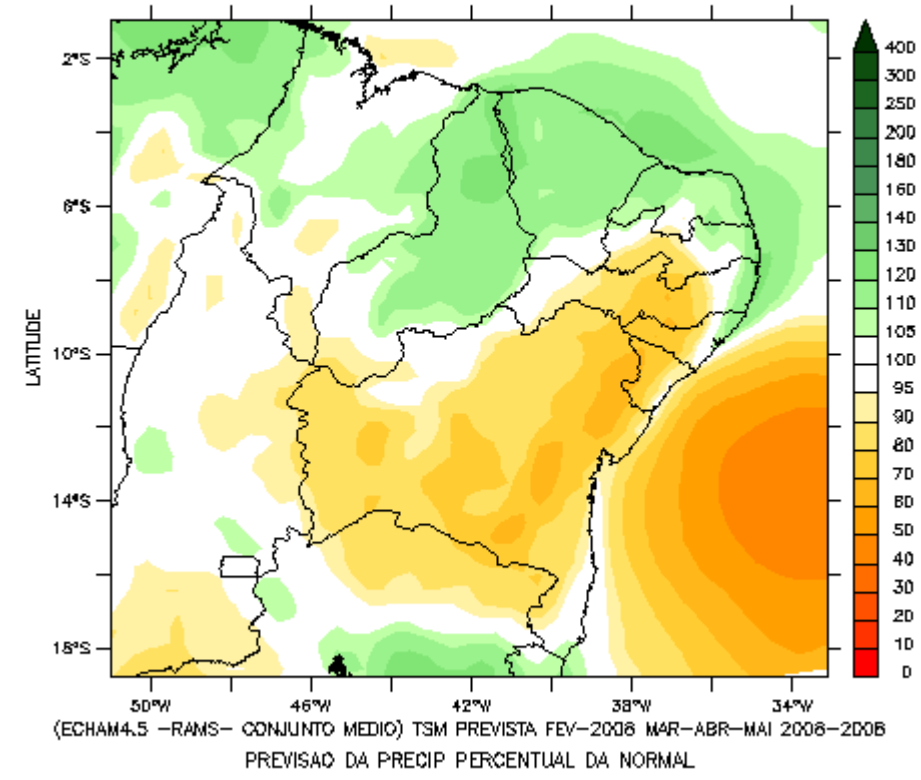 400
300
250
200
180
160
140
130
120
110
105
100
95
90
80
70
60
50
40
30
20
10
0
2°S
6°S
10°S
14°S
18°S
LATITUDE
50°W
46°W
42°W
38°W
34°W
(ECHAM4.5 -RAMS- CONJUNTO MEDIO) TSM PREVISTA FEV-2006 MAR-ABR-MAI 2006-2006
PREVISAO DA PRECIP PERCENTUAL DA NORMAL